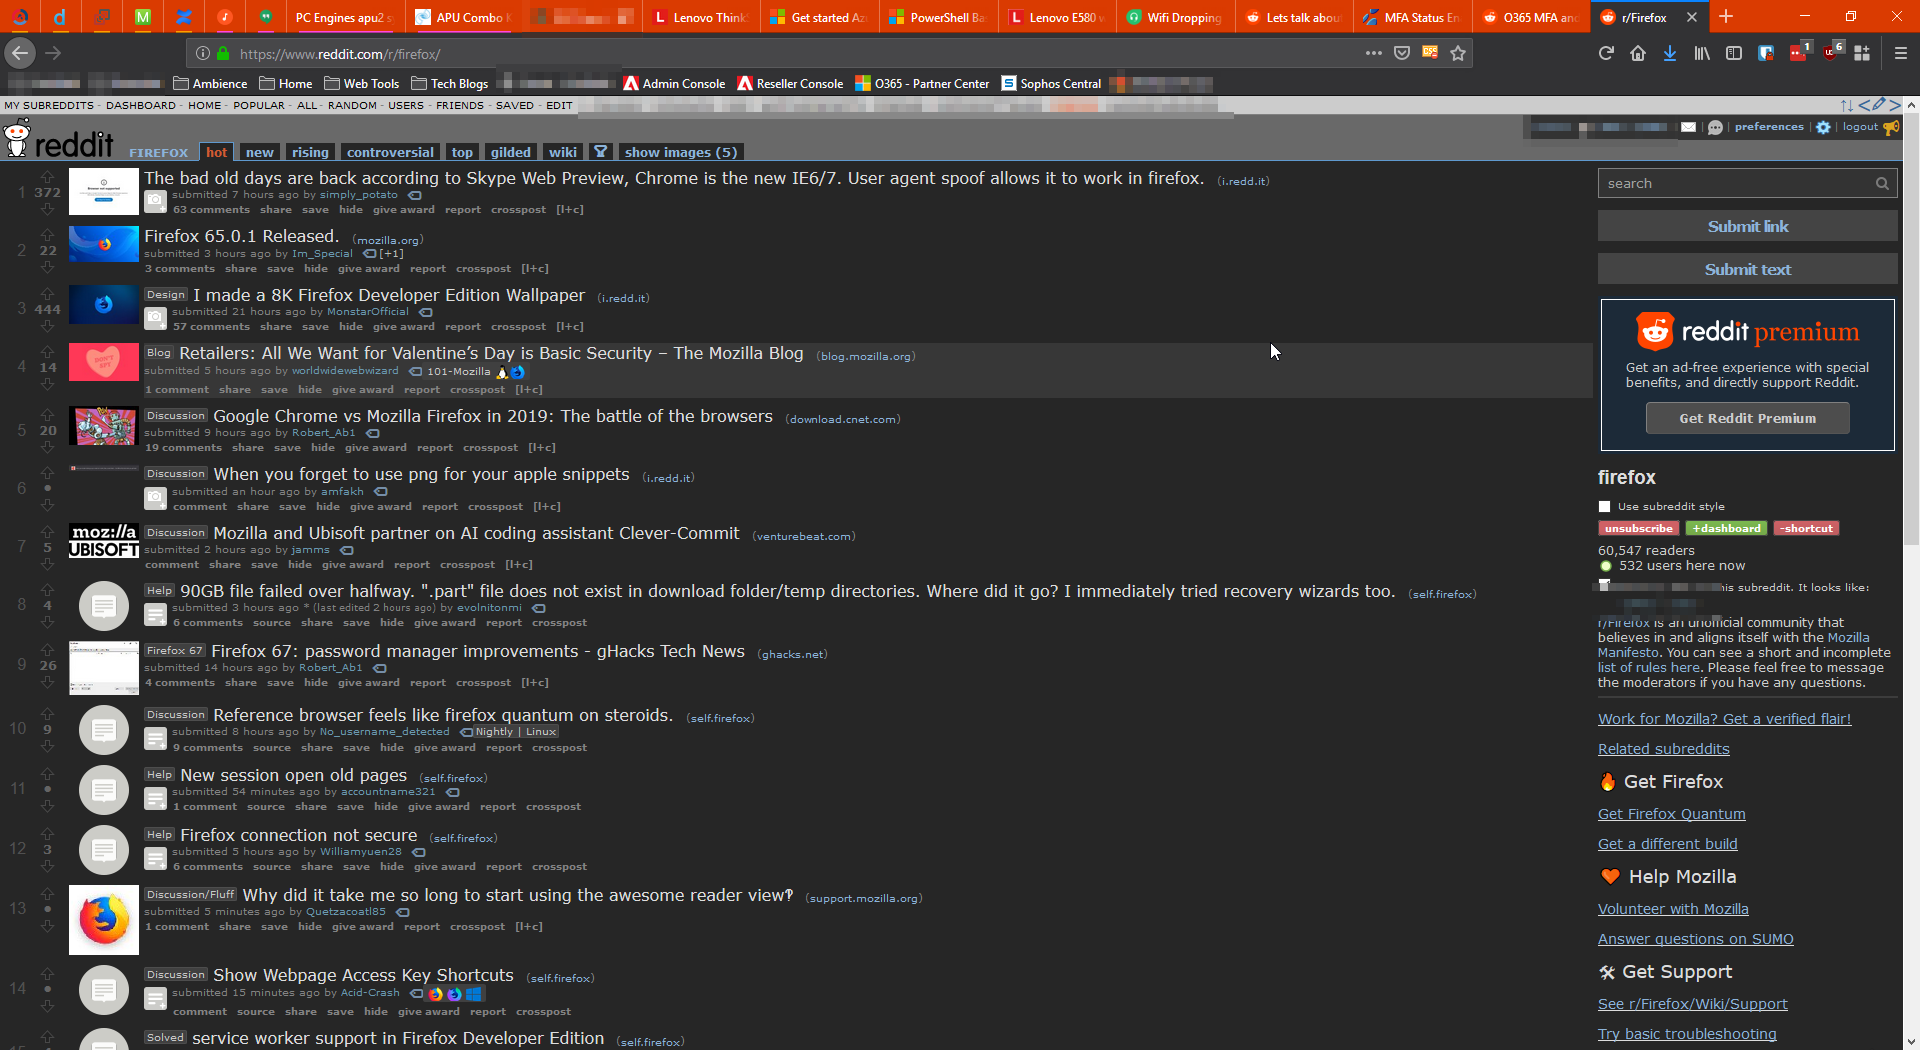 PC Engines apu2 s
APU Combo K
Lenovo Think
Get started Az
PowerShell Ba
Lenovo E580 w
Wifi Dropping
Lets talk abou
MFA Status En
O365 MFA and
r/Firefox
https://www.reddit.com/r/firefox/
1
6
Ambience
Home
Web Tools
Tech Blogs
Admin Console
Reseller Console
O365 - Partner Center
Sophos Central
MY SUBREDDITS - DASHBOARD - HOME - POPULAR - ALL - RANDOM - USERS - FRIENDS - SAVED - EDIT
reddit FIREFOX hot new rising controversial top gilded wiki show images (5)
preferences | logout
1 372 The bad old days are back according to Skype Web Preview, Chrome is the new IE6/7. User agent spoof allows it to work in firefox. (i.redd.it)
submitted 7 hours ago by simply_potato
63 comments share save hide give award report crosspost [l+c]
2 22 Firefox 65.0.1 Released. (mozilla.org)
submitted 3 hours ago by Im_Special [+1]
3 comments share save hide give award report crosspost [l+c]
3 444 Design I made a 8K Firefox Developer Edition Wallpaper (i.redd.it)
submitted 21 hours ago by MonstarOfficial
57 comments share save hide give award report crosspost [l+c]
4 14 Blog Retailers: All We Want for Valentine’s Day is Basic Security – The Mozilla Blog (blog.mozilla.org)
submitted 5 hours ago by worldwidewebwizard 101-Mozilla
1 comment share save hide give award report crosspost [l+c]
5 20 Discussion Google Chrome vs Mozilla Firefox in 2019: The battle of the browsers (download.cnet.com)
submitted 9 hours ago by Robert_Ab1
19 comments share save hide give award report crosspost [l+c]
6 • Discussion When you forget to use png for your apple snippets (i.redd.it)
submitted an hour ago by amfakh
comment share save hide give award report crosspost [l+c]
moz://a
UBISOFT
7 5 Discussion Mozilla and Ubisoft partner on AI coding assistant Clever-Commit (venturebeat.com)
submitted 2 hours ago by jamms
comment share save hide give award report crosspost [l+c]
8 4 Help 90GB file failed over halfway. ".part" file does not exist in download folder/temp directories. Where did it go? I immediately tried recovery wizards too. (self.firefox)
submitted 3 hours ago * (last edited 2 hours ago) by evolnitonmi
6 comments source share save hide give award report crosspost
9 26 Firefox 67 Firefox 67: password manager improvements - gHacks Tech News (ghacks.net)
submitted 14 hours ago by Robert_Ab1
4 comments share save hide give award report crosspost [l+c]
10 9 Discussion Reference browser feels like firefox quantum on steroids. (self.firefox)
submitted 8 hours ago by No_username_detected Nightly | Linux
9 comments source share save hide give award report crosspost
11 • Help New session open old pages (self.firefox)
submitted 54 minutes ago by accountname321
1 comment source share save hide give award report crosspost
12 3 Help Firefox connection not secure (self.firefox)
submitted 5 hours ago by Williamyuen28
6 comments source share save hide give award report crosspost
13 • Discussion/Fluff Why did it take me so long to start using the awesome reader view‽ (support.mozilla.org)
submitted 5 minutes ago by Quetzacoatl85
1 comment share save hide give award report crosspost [l+c]
14 • Discussion Show Webpage Access Key Shortcuts (self.firefox)
submitted 15 minutes ago by Acid-Crash
comment source share save hide give award report crosspost
Solved service worker support in Firefox Developer Edition (self.firefox)
search
Submit link
Submit text
reddit premium
Get an ad-free experience with special
benefits, and directly support Reddit.
Get Reddit Premium
firefox
Use subreddit style
unsubscribe +dashboard -shortcut
60,547 readers
532 users here now
subreddit. It looks like:
r/Firefox is an unofficial community that
believes in and aligns itself with the Mozilla
Manifesto. You can see a short and incomplete
list of rules here. Please feel free to message
the moderators if you have any questions.
Work for Mozilla? Get a verified flair!
Related subreddits
Get Firefox
Get Firefox Quantum
Get a different build
Help Mozilla
Volunteer with Mozilla
Answer questions on SUMO
Get Support
See r/Firefox/Wiki/Support
Try basic troubleshooting